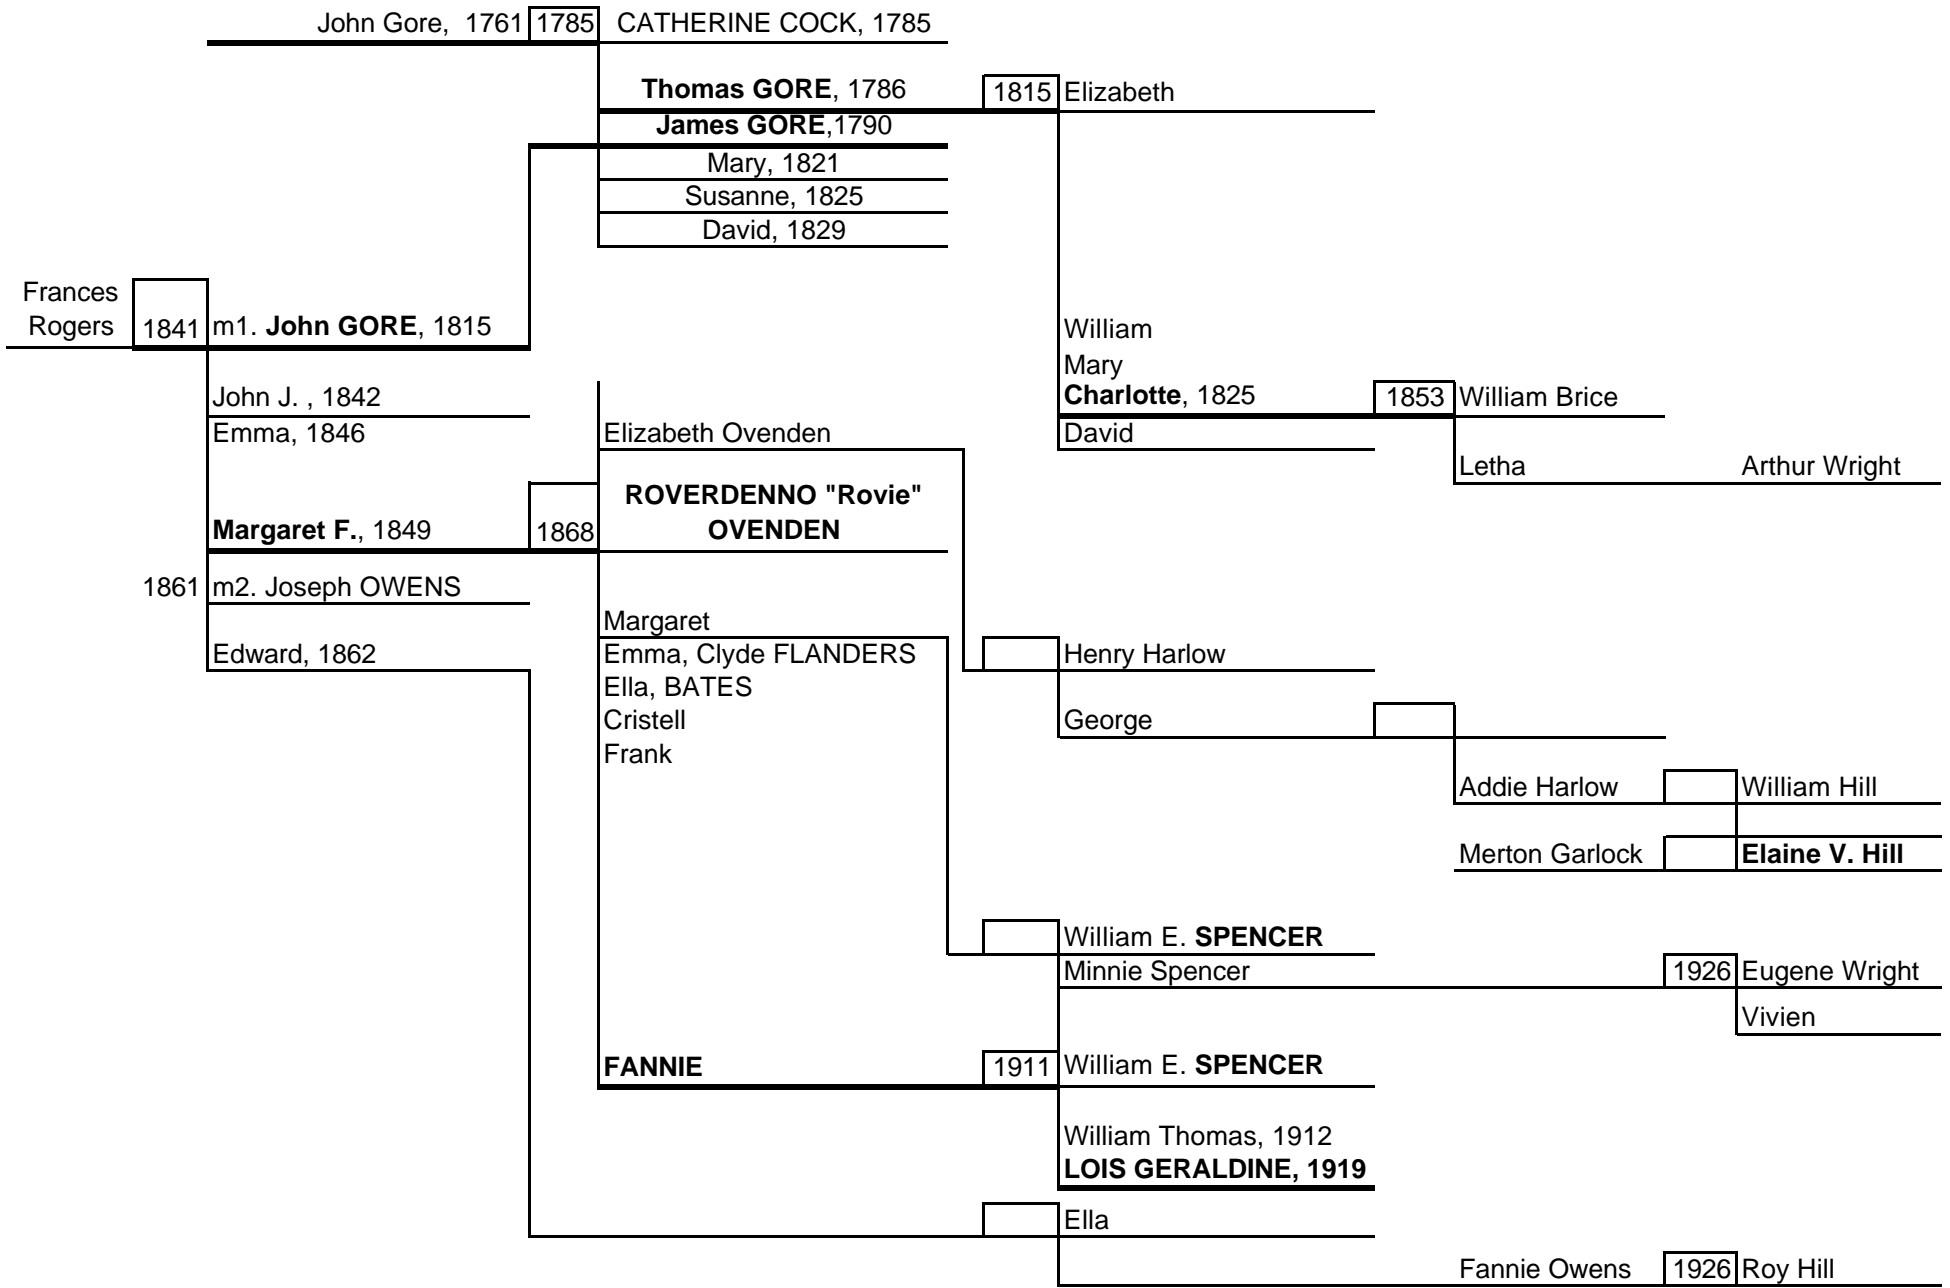 John Gore,  1761 1785 CATHERINE COCK, 1785
Thomas GORE, 1786 1815 Elizabeth
James GORE,1790
Mary, 1821
Susanne, 1825
David, 1829
Frances
Rogers 1841 m1. John GORE, 1815 William
Mary
John J. , 1842 Charlotte, 1825 1853 William Brice
Emma, 1846 Elizabeth Ovenden David
Letha Arthur Wright
ROVERDENNO "Rovie"
Margaret F., 1849 1868 OVENDEN
1861 m2. Joseph OWENS
Margaret
Edward, 1862 Emma, Clyde FLANDERS Henry Harlow
Ella, BATES
Cristell George
Frank
Addie Harlow William Hill
Merton Garlock Elaine V. Hill
William E. SPENCER
Minnie Spencer 1926 Eugene Wright
Vivien
FANNIE 1911 William E. SPENCER
William Thomas, 1912
LOIS GERALDINE, 1919
Ella
Fannie Owens 1926 Roy Hill